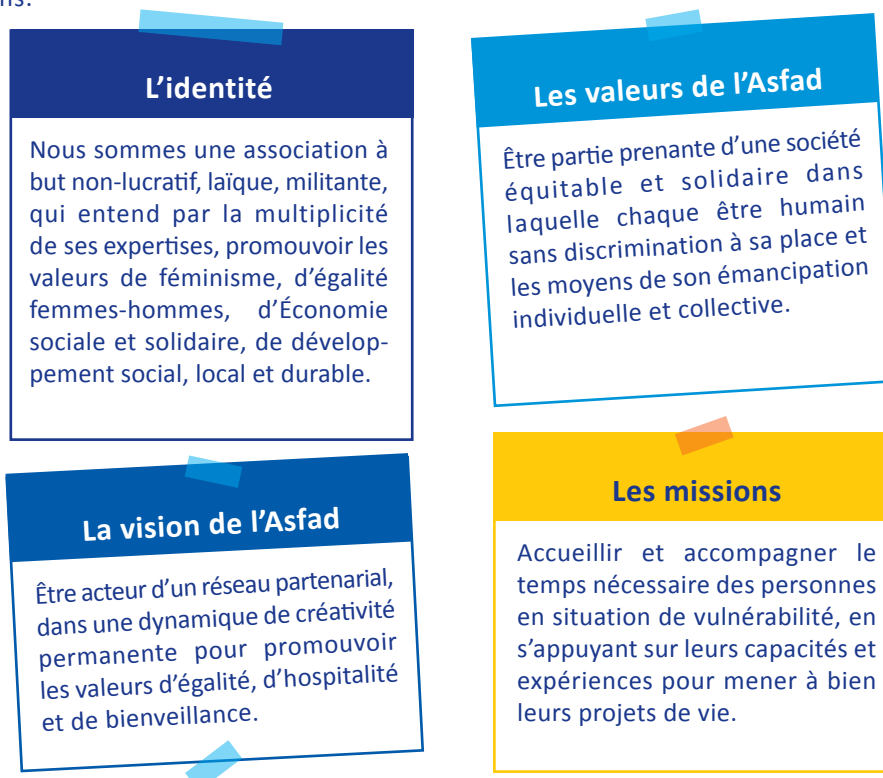 ns.
L’identité
Nous sommes une association à
but non-lucratif, laïque, militante,
qui entend par la multiplicité
de ses expertises, promouvoir les
valeurs de féminisme, d’égalité
femmes-hommes, d’Économie
sociale et solidaire, de dévelop-
pement social, local et durable.
Les valeurs de l’Asfad
Être partie prenante d’une société
équitable et solidaire dans
laquelle chaque être humain
sans discrimination à sa place et
les moyens de son émancipation
individuelle et collective.
La vision de l’Asfad
Être acteur d’un réseau partenarial,
dans une dynamique de créativité
permanente pour promouvoir
les valeurs d’égalité, d’hospitalité
et de bienveillance.
Les missions
Accueillir et accompagner le
temps nécessaire des personnes
en situation de vulnérabilité, en
s’appuyant sur leurs capacités et
expériences pour mener à bien
leurs projets de vie.